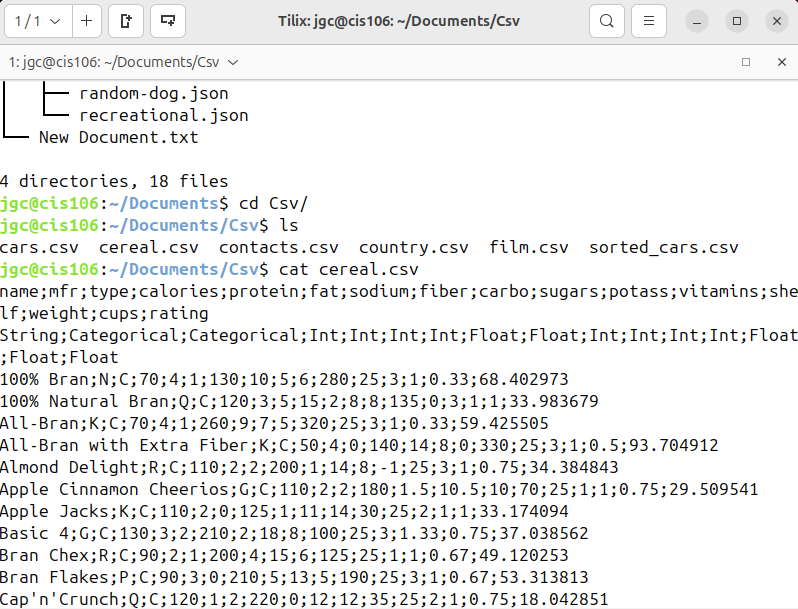 1 / 1
Tilix: jgc@cis106: ~/Documents/Csv
1: jgc@cis106: ~/Documents/Csv
random-dog.json
recreational.json
New Document.txt
4 directories, 18 files
jgc@cis106:~/Documents$ cd Csv/
jgc@cis106:~/Documents/Csv$ ls
cars.csv  cereal.csv  contacts.csv  country.csv  film.csv  sorted_cars.csv
jgc@cis106:~/Documents/Csv$ cat cereal.csv
name;mfr;type;calories;protein;fat;sodium;fiber;carbo;sugars;potass;vitamins;she
lf;weight;cups;rating
String;Categorical;Categorical;Int;Int;Int;Int;Float;Float;Int;Int;Int;Int;Float
;Float;Float
100% Bran;N;C;70;4;1;130;10;5;6;280;25;3;1;0.33;68.402973
100% Natural Bran;Q;C;120;3;5;15;2;8;8;135;0;3;1;1;33.983679
All-Bran;K;C;70;4;1;260;9;7;5;320;25;3;1;0.33;59.425505
All-Bran with Extra Fiber;K;C;50;4;0;140;14;8;0;330;25;3;1;0.5;93.704912
Almond Delight;R;C;110;2;2;200;1;14;8;-1;25;3;1;0.75;34.384843
Apple Cinnamon Cheerios;G;C;110;2;2;180;1.5;10.5;10;70;25;1;1;0.75;29.509541
Apple Jacks;K;C;110;2;0;125;1;11;14;30;25;2;1;1;33.174094
Basic 4;G;C;130;3;2;210;2;18;8;100;25;3;1.33;0.75;37.038562
Bran Chex;R;C;90;2;1;200;4;15;6;125;25;1;1;0.67;49.120253
Bran Flakes;P;C;90;3;0;210;5;13;5;190;25;3;1;0.67;53.313813
Cap'n'Crunch;Q;C;120;1;2;220;0;12;12;35;25;2;1;0.75;18.042851